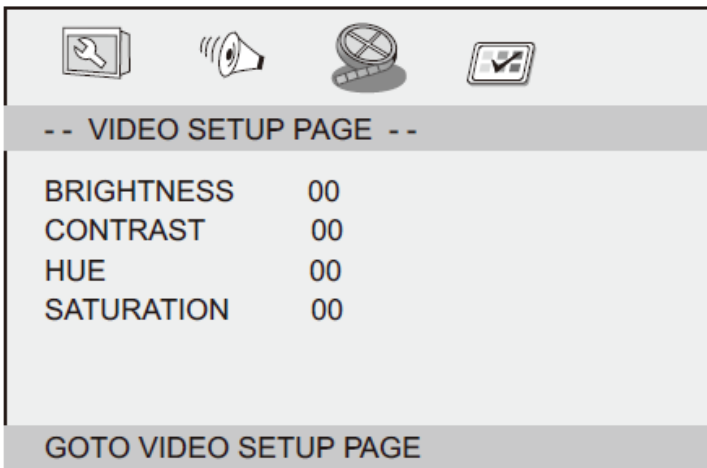 -- VIDEO SETUP PAGE --
BRIGHTNESS 00
CONTRAST 00
HUE 00
SATURATION 00
GOTO VIDEO SETUP PAGE